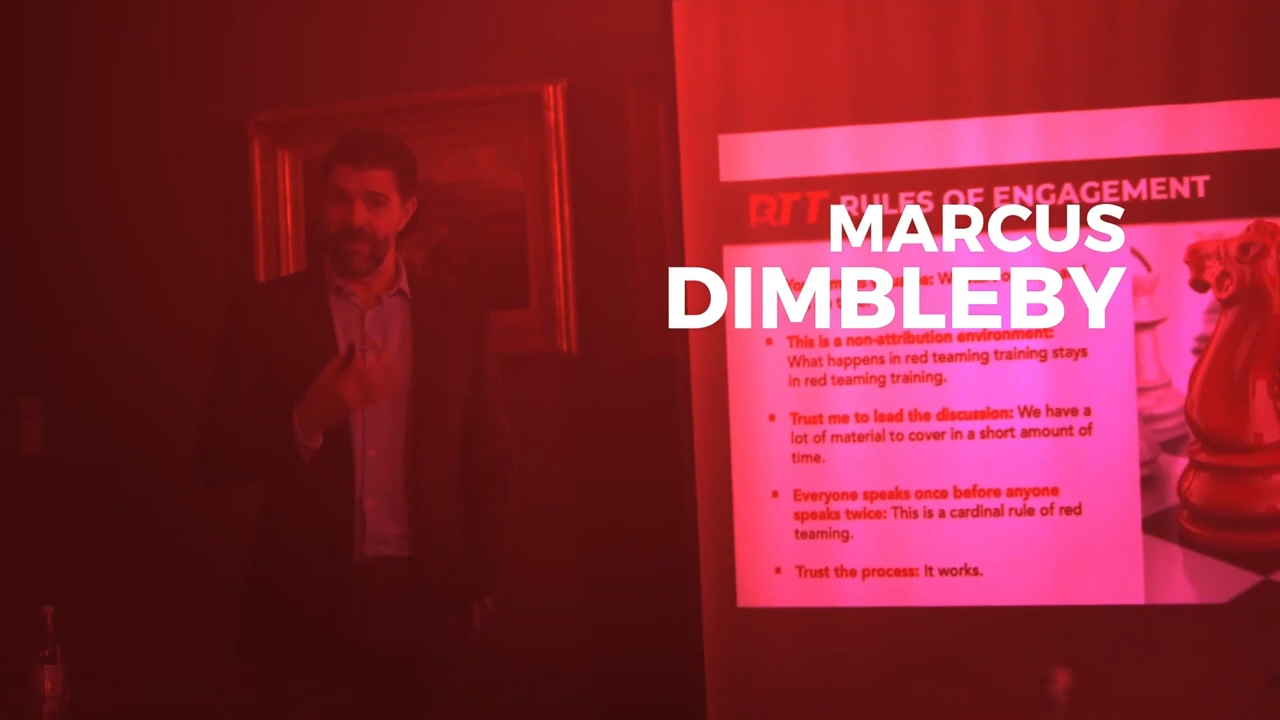 RTT RULES OF ENGAGEMENT
MARCUS
DIMBLEBY
This is a non-attribution environment:
What happens in red teaming training stays
in red teaming training.
Trust me to lead the discussion: We have a
lot of material to cover in a short amount of
time.
Everyone speaks once before anyone
speaks twice: This is a cardinal rule of red
teaming.
Trust the process: It works.